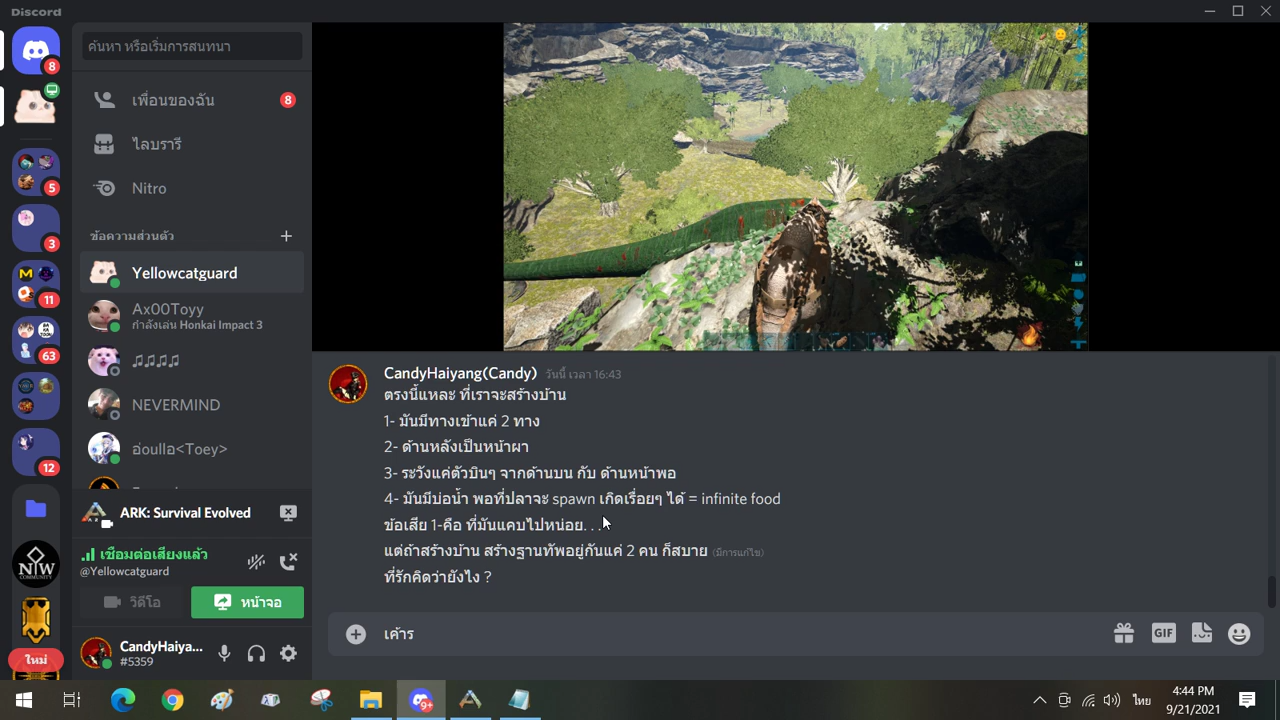 Discord
8
ค้นหา หรือเริ่มการสนทนา
เพื่อนของฉัน
8
ไลบรารี
5
Nitro
3
ข้อความส่วนตัว
Yellowcatguard
M
11
Ax00Toyy
กำลังเล่น Honkai Impact 3
63
♫♫♫♫
NEVERMIND
12
อ่oulla<Toey>
ARK: Survival Evolved
เชื่อมต่อเสียงแล้ว
@Yellowcatguard
NW
COMMUNITY
วิดีโอ
หน้าจอ
CandyHaiya...
#5359
ใหม่
CandyHaiyang(Candy) วันนี้ เวลา 16:43
ตรงนี้แหละ ที่เราจะสร้างบ้าน
1- มันมีทางเข้าแค่ 2 ทาง
2- ด้านหลังเป็นหน้าผา
3- ระวังแค่ตัวบินๆ จากด้านบน กับ ด้านหน้าพอ
4- มันมีบ่อน้ำ พอที่ปลาจะ spawn เกิดเรื่อยๆ ได้ = infinite food
ข้อเสีย 1-คือ ที่มันแคบไปหน่อย. . .
แต่ถ้าสร้างบ้าน สร้างฐานทัพอยู่กันแค่ 2 คน ก็สบาย (มีการแก้ไข)
ที่รักคิดว่ายังไง ?
เค้าร
GIF
9+
ไทย
4:44 PM
9/21/2021